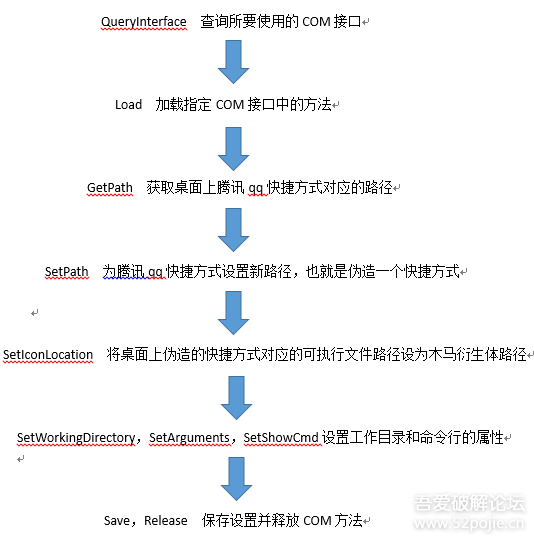 QueryInterface 查询所要使用的 COM 接口
Load 加载指定 COM 接口中的方法
GetPath 获取桌面上腾讯 qq 快捷方式对应的路径
SetPath 为腾讯 qq 快捷方式设置新路径，也就是伪造一个快捷方式
SetIconLocation 将桌面上伪造的快捷方式对应的可执行文件路径设为木马衍生体路径
SetWorkingDirectory，SetArguments，SetShowCmd 设置工作目录和命令行的属性
Save，Release 保存设置并释放 COM 方法
吾爱破解论坛
www.52pojie.cn